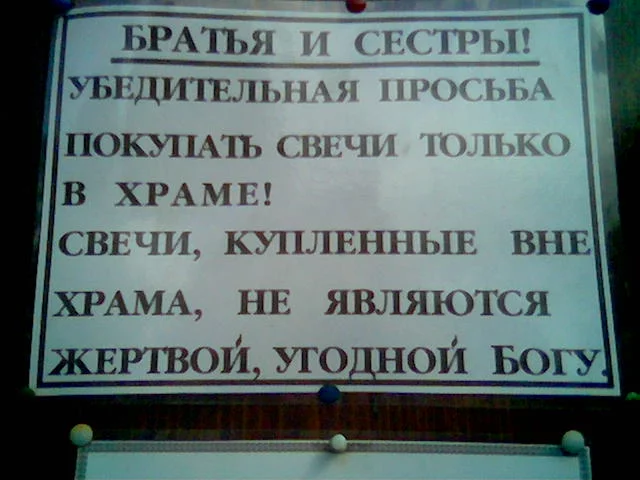 БРАТЬЯ И СЕСТРЫ!
УБЕДИТЕЛЬНАЯ ПРОСЬБА
ПОКУПАТЬ СВЕЧИ ТОЛЬКО
В ХРАМЕ!
СВЕЧИ, КУПЛЕННЫЕ ВНЕ
ХРАМА, НЕ ЯВЛЯЮТСЯ
ЖЕРТВОЙ, УГОДНОЙ БОГУ.